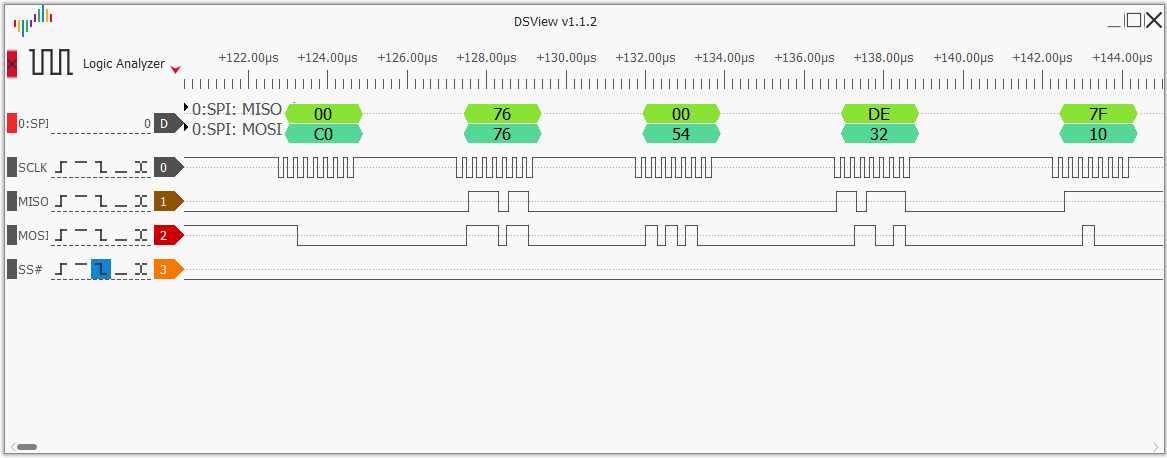 DSView v1.1.2
Logic Analyzer
+122.00μs +124.00μs +126.00μs +128.00μs +130.00μs +132.00μs +134.00μs +136.00μs +138.00μs +140.00μs +142.00μs +144.00μs
0:SPI 0 D
0:SPI: MISO 00 76 00 DE 7F
0:SPI: MOSI C0 76 54 32 10
SCLK 0
MISO 1
MOSI 2
SS# 3